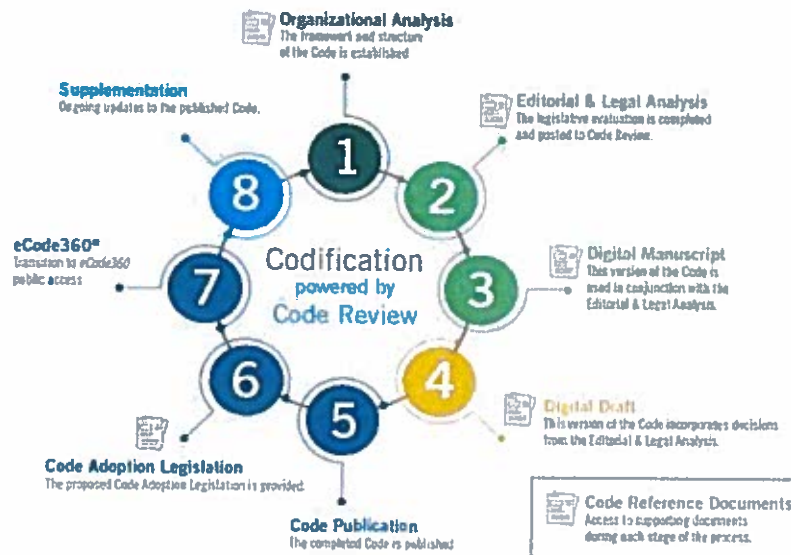 Organizational Analysis
The framework and structure
of the Code is established
Supplementation
Ongoing updates to the published Code.
Editorial & Legal Analysis
The legislative evaluation is completed
and posted to Code Review.
1
8
2
eCode360®
Transition to eCode360
public access
Codification
powered by
Code Review
Digital Manuscript
This version of the Code is
used in conjunction with the
Editorial & Legal Analysis.
7
3
6
4
5
Digital Draft
This version of the Code incorporates decisions
from the Editorial & Legal Analysis.
Code Adoption Legislation
The proposed Code Adoption Legislation is provided
Code Publication
The completed Code is published
Code Reference Documents
Access to supporting documents
during each stage of the process.